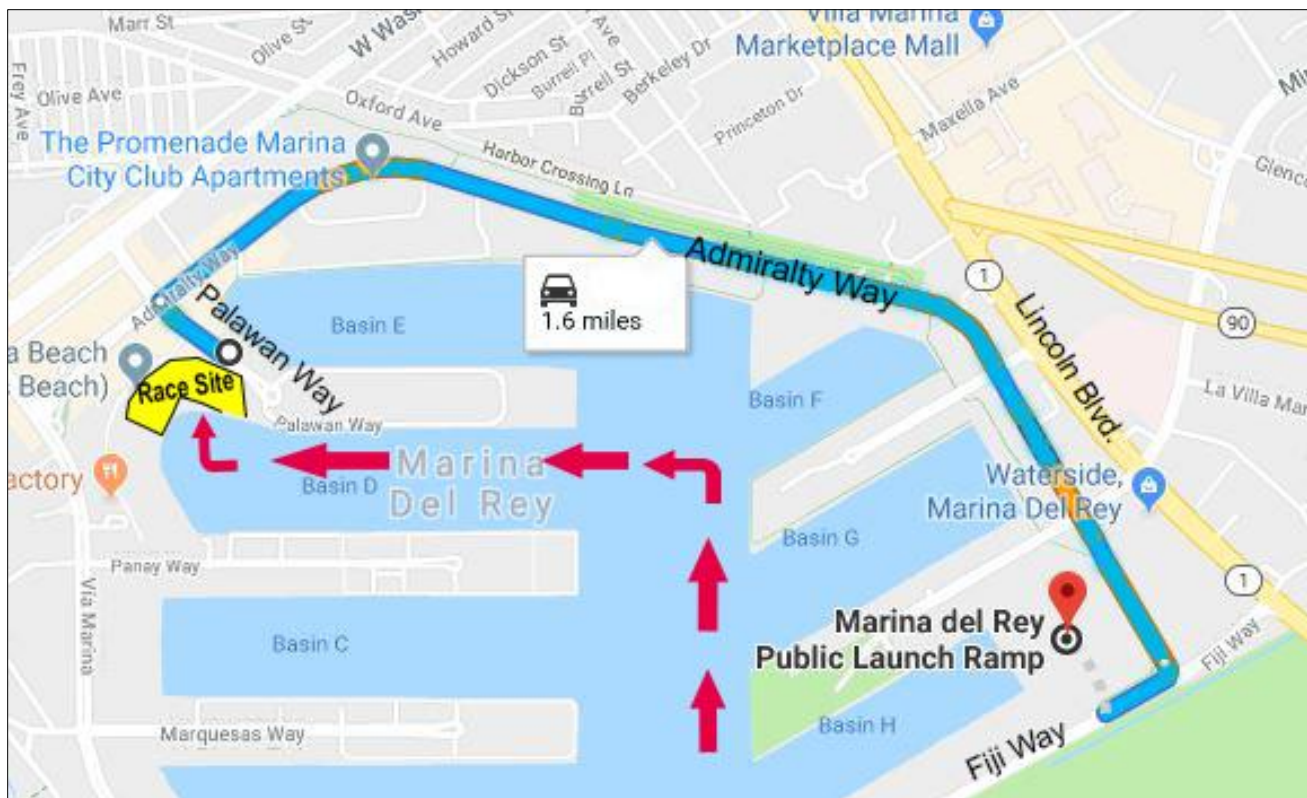 Marr St
Olive St
W Was
Howard S
Villa Marina
Marketplace Mall
Frey Ave
Olive Ave
Dickson St
Burrell Pl
Burrell St
Ave
Berkeley Dr
Oxford Ave
Princeton Dr
Maxella Ave
Glenco
The Promenade Marina
City Club Apartments
Harbor Crossing Ln
Admiralty Way
Admiralty Way
1
Lincoln Blvd.
90
Palawan Way
1.6 miles
Basin E
a Beach
s Beach)
Race Site
Palawan Way
Basin F
La Villa Mar
actory
Marina
Del Rey
Basin D
Waterside,
Marina Del Rey
Basin G
Panay Way
1
Via Marina
Basin C
Marina del Rey
Public Launch Ramp
Fiji Way
Marquesas Way
Basin H
Fiji Way